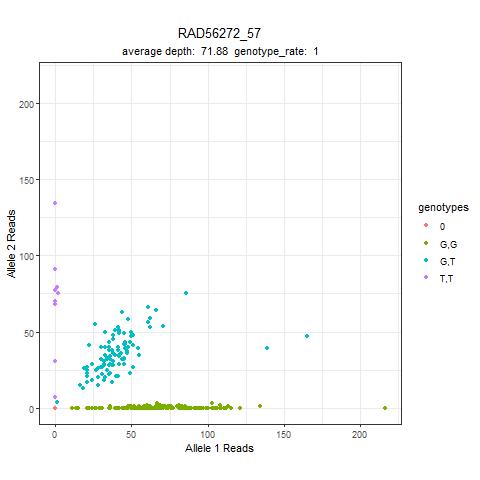 RAD56272_57
average depth: 71.88 genotype_rate: 1
200
150
100
50
0
Allele 2 Reads
0 50 100 150 200
Allele 1 Reads
genotypes
0
G,G
G,T
T,T